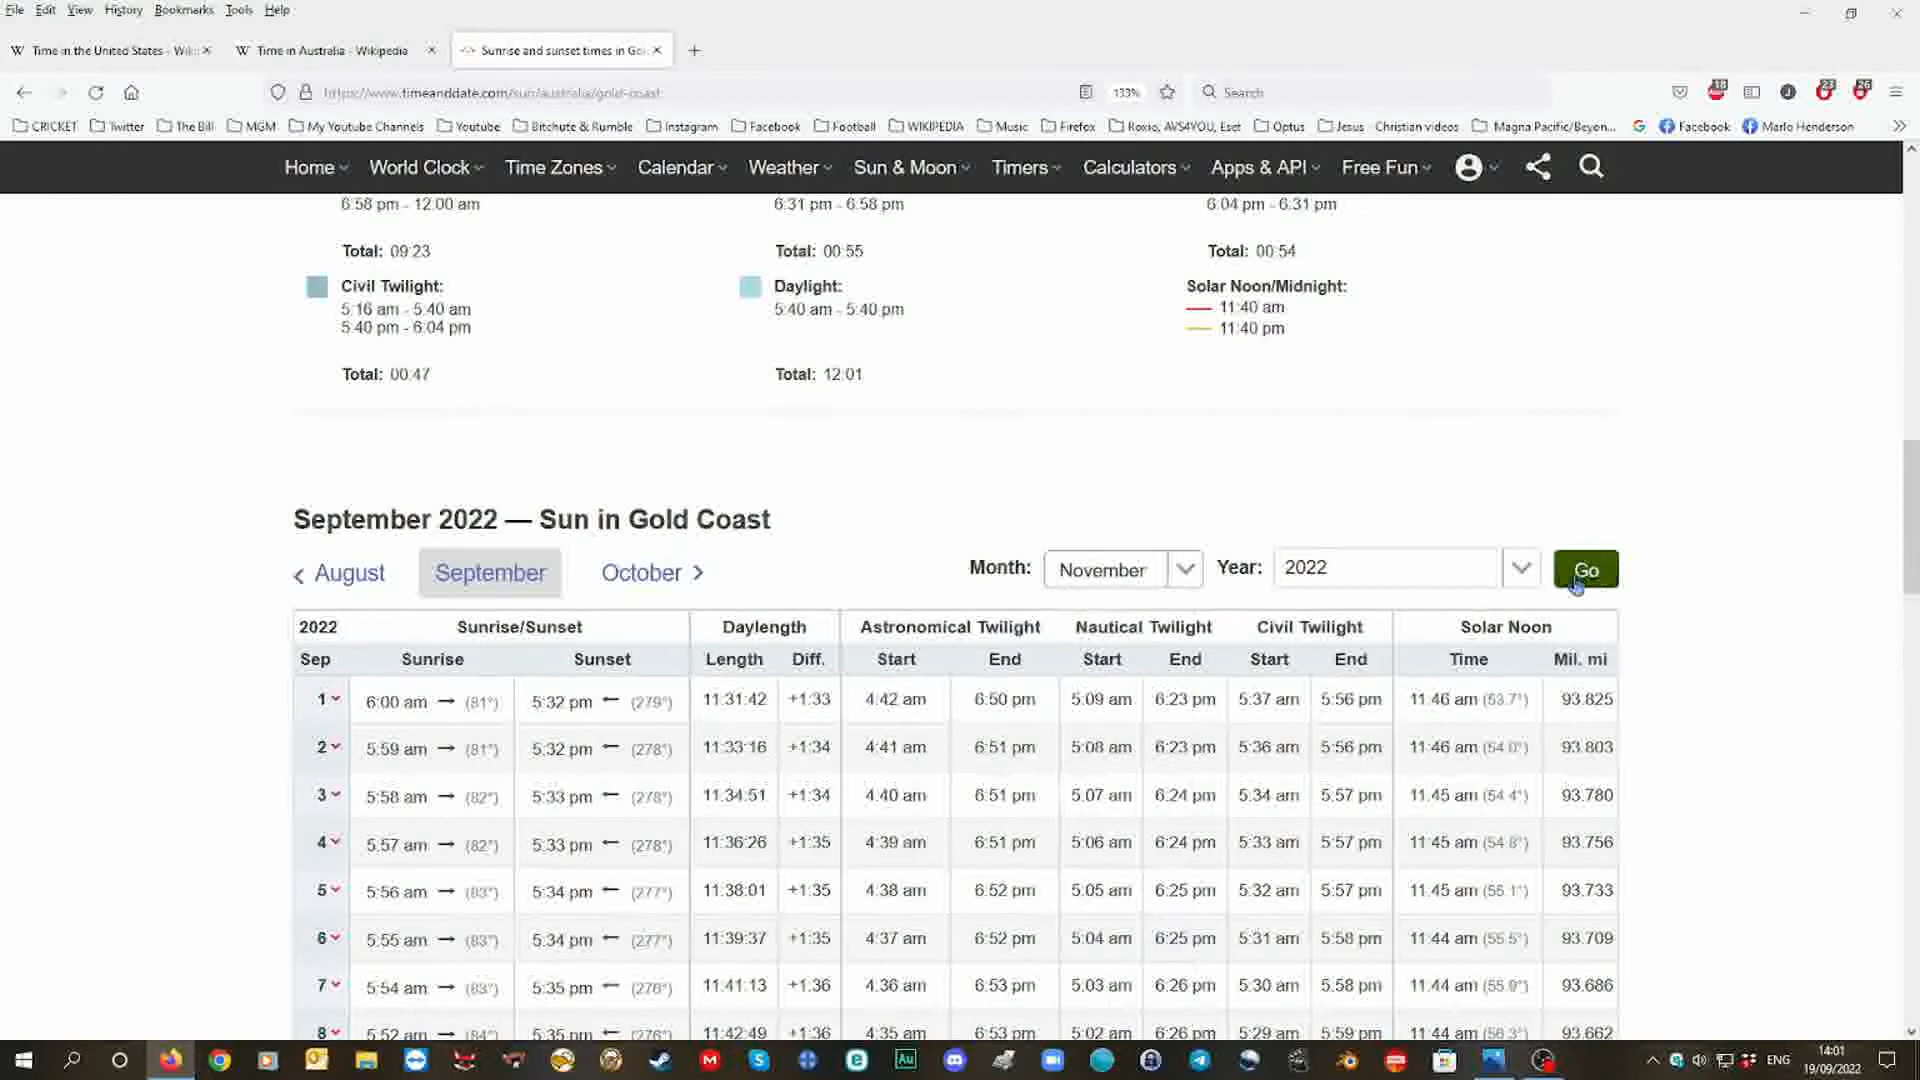 File Edit View History Bookmarks Tools Help
Time in the United States - Wiki
Time in Australia - Wikipedia
Sunrise and sunset times in Go
https://www.timeanddate.com/sun/australia/gold-coast
133%
Search
CRICKET Twitter The Bill MGM My Youtube Channels Youtube Bitchute & Rumble Instagram Facebook Football WIKIPEDIA Music Firefox Roxio, AVS4YOU, Eset Optus Jesus - Christian videos Magna Pacific/Beyon... Facebook Marlo Henderson
Home World Clock Time Zones Calendar Weather Sun & Moon Timers Calculators Apps & API Free Fun
6:58 pm - 12:00 am 6:31 pm - 6:58 pm 6:04 pm - 6:31 pm
Total: 09:23 Total: 00:55 Total: 00:54
Civil Twilight: Daylight: Solar Noon/Midnight:
5:16 am - 5:40 am 5:40 am - 5:40 pm 11:40 am
5:40 pm - 6:04 pm 11:40 pm
Total: 00:47 Total: 12:01
September 2022 — Sun in Gold Coast
August September October Month: November Year: 2022 Go
2022 Sunrise/Sunset Daylength Astronomical Twilight Nautical Twilight Civil Twilight Solar Noon
Sep Sunrise Sunset Length Diff. Start End Start End Start End Time Mil. mi
1 6:00 am → (81°) 5:32 pm ← (279°) 11:31:42 +1:33 4:42 am 6:50 pm 5:09 am 6:23 pm 5:37 am 5:56 pm 11:46 am (53.7°) 93.825
2 5:59 am → (81°) 5:32 pm ← (278°) 11:33:16 +1:34 4:41 am 6:51 pm 5:08 am 6:23 pm 5:36 am 5:56 pm 11:46 am (54.0°) 93.803
3 5:58 am → (82°) 5:33 pm ← (278°) 11:34:51 +1:34 4:40 am 6:51 pm 5:07 am 6:24 pm 5:34 am 5:57 pm 11:45 am (54.4°) 93.780
4 5:57 am → (82°) 5:33 pm ← (278°) 11:36:26 +1:35 4:39 am 6:51 pm 5:06 am 6:24 pm 5:33 am 5:57 pm 11:45 am (54.8°) 93.756
5 5:56 am → (83°) 5:34 pm ← (277°) 11:38:01 +1:35 4:38 am 6:52 pm 5:05 am 6:25 pm 5:32 am 5:57 pm 11:45 am (55.1°) 93.733
6 5:55 am → (83°) 5:34 pm ← (277°) 11:39:37 +1:35 4:37 am 6:52 pm 5:04 am 6:25 pm 5:31 am 5:58 pm 11:44 am (55.5°) 93.709
7 5:54 am → (83°) 5:35 pm ← (276°) 11:41:13 +1:36 4:36 am 6:53 pm 5:03 am 6:26 pm 5:30 am 5:58 pm 11:44 am (55.9°) 93.686
8 5:52 am → (84°) 5:35 pm ← (276°) 11:42:49 +1:36 4:35 am 6:53 pm 5:02 am 6:26 pm 5:29 am 5:59 pm 11:44 am (56.3°) 93.662
ENG
14:01
19/09/2022